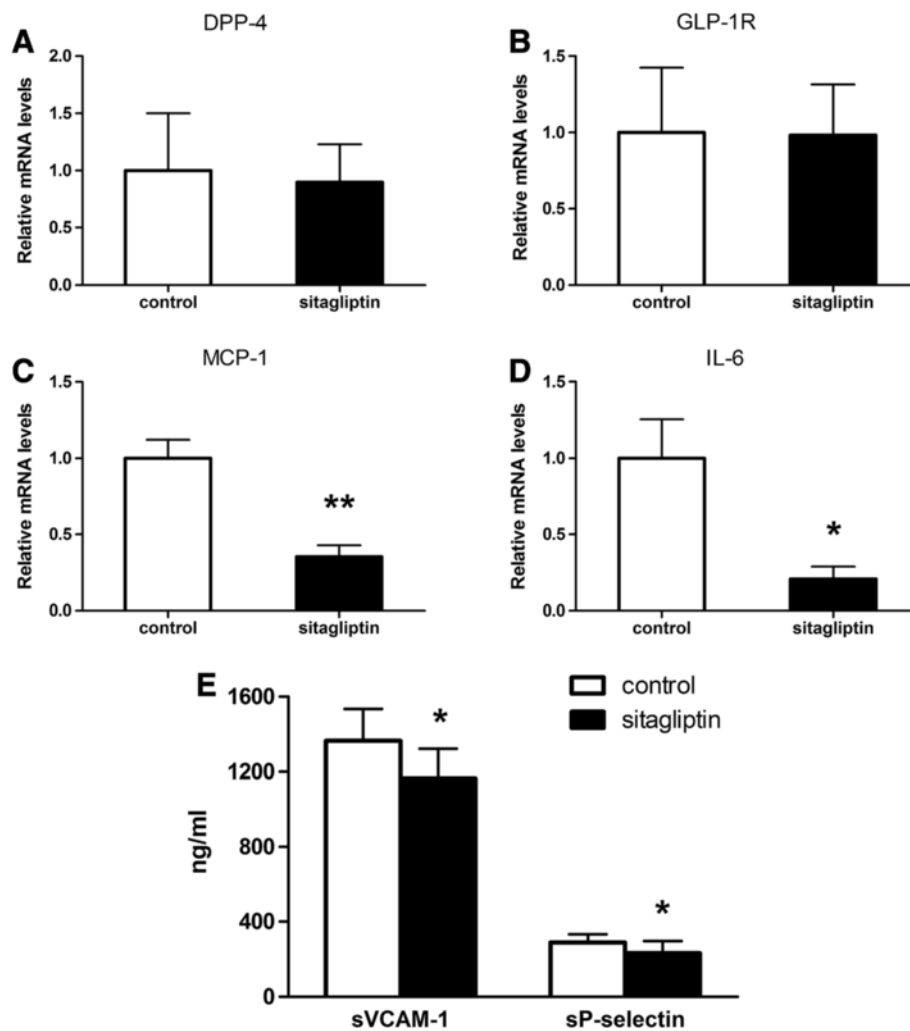 A
DPP-4
Relative mRNA levels
2.0
1.5
1.0
0.5
0.0
control sitagliptin
B
GLP-1R
Relative mRNA levels
1.5
1.0
0.5
0.0
control sitagliptin
C
MCP-1
Relative mRNA levels
1.5
1.0
0.5
0.0
**
control sitagliptin
D
IL-6
Relative mRNA levels
1.5
1.0
0.5
0.0
*
control sitagliptin
E
control
sitagliptin
ng/ml
1600
1200
800
400
0
*
*
sVCAM-1 sP-selectin